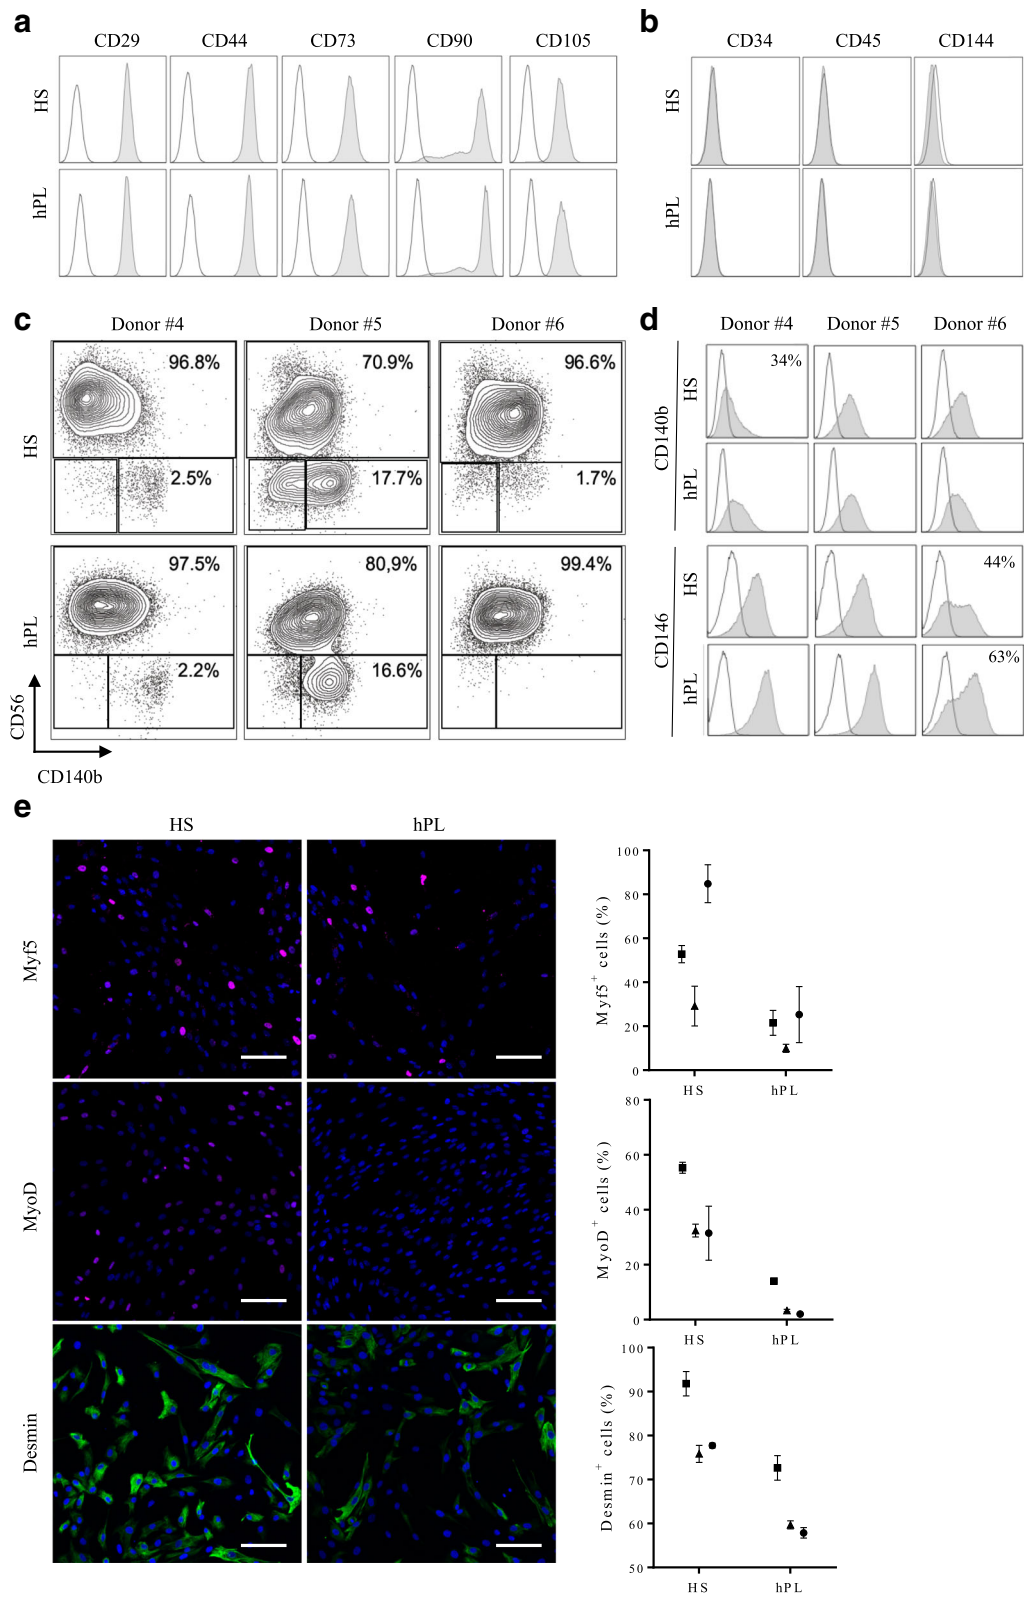 a
CD29 CD44 CD73 CD90 CD105
HS
hPL
b
CD34 CD45 CD144
HS
hPL
c
Donor #4 Donor #5 Donor #6
HS
96.8% 70.9% 96.6%
2.5% 17.7% 1.7%
hPL
97.5% 80,9% 99.4%
2.2% 16.6%
CD56
CD140b
d
Donor #4 Donor #5 Donor #6
CD140b
HS
34%
hPL
CD146
HS
44%
hPL
63%
e
HS hPL
Myf5
MyoD
Desmin
Myf5+ cells (%)
100
80
60
40
20
0
HS hPL
MyoD+ cells (%)
80
60
40
20
0
HS hPL
Desmin+ cells (%)
100
90
80
70
60
50
HS hPL